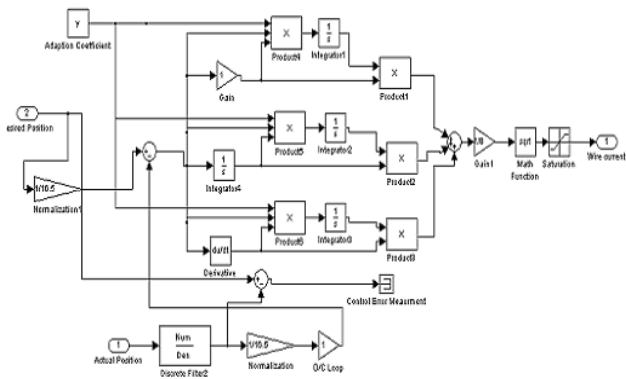 γ
Adaption Coefficient
X
Product4
1
s
Integrator1
X
Product1
Gain
2
esired Position
X
Product5
1
s
Integrator2
X
Product2
1
s
Integrator4
1/10.5
Normalization1
X
Product6
1
s
Integrator3
X
Product3
du/dt
Derivative
1/8
Gain1
sqrt
Math
Function
Saturation
1
Wire current
Control Error Measurment
1
Actual Position
Num
Den
Discrete Filter2
1/10.5
Normalization
1
O/C Loop